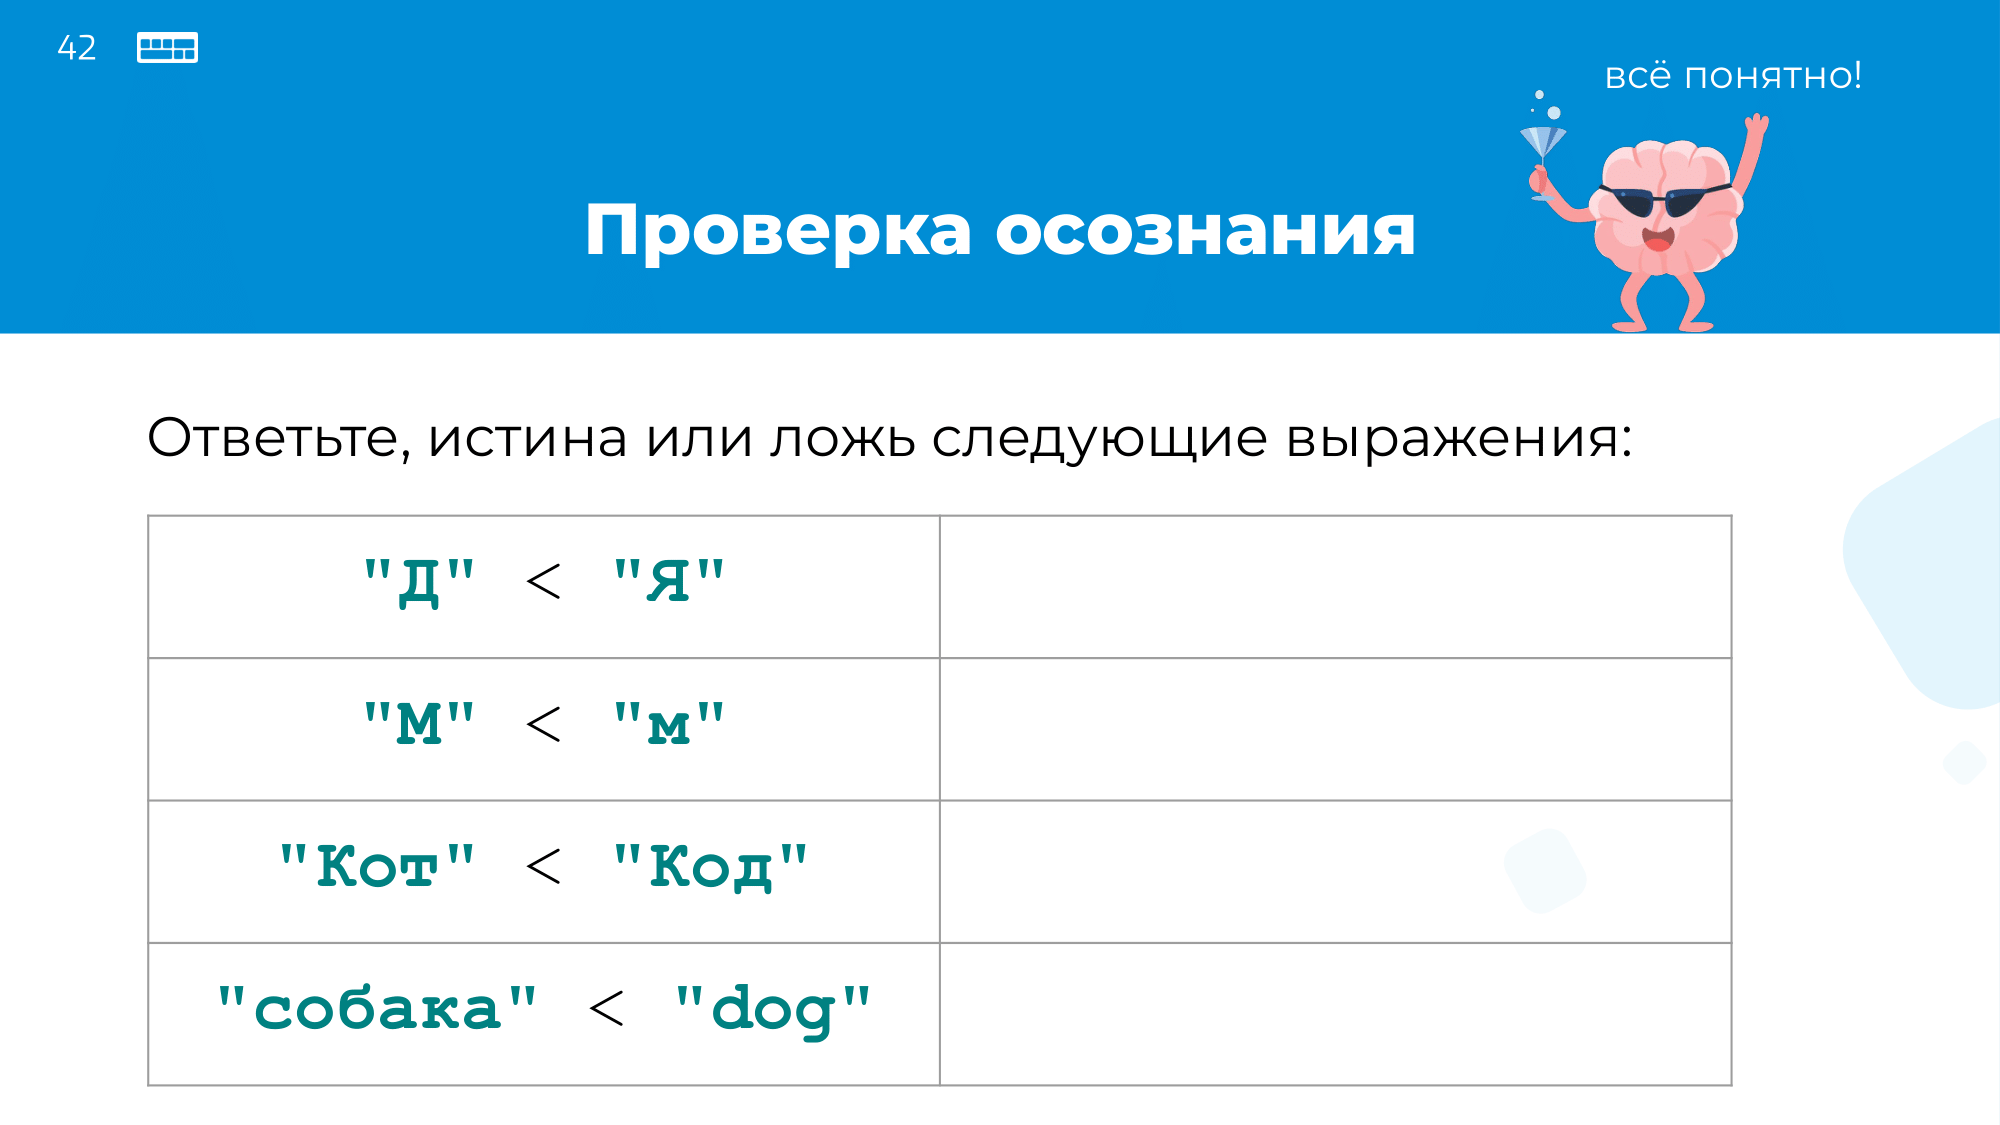 42
всё понятно!
Проверка осознания
Ответьте, истина или ложь следующие выражения:
"Д" < "Я"
"М" < "м"
"Кот" < "Код"
"собака" < "dog"